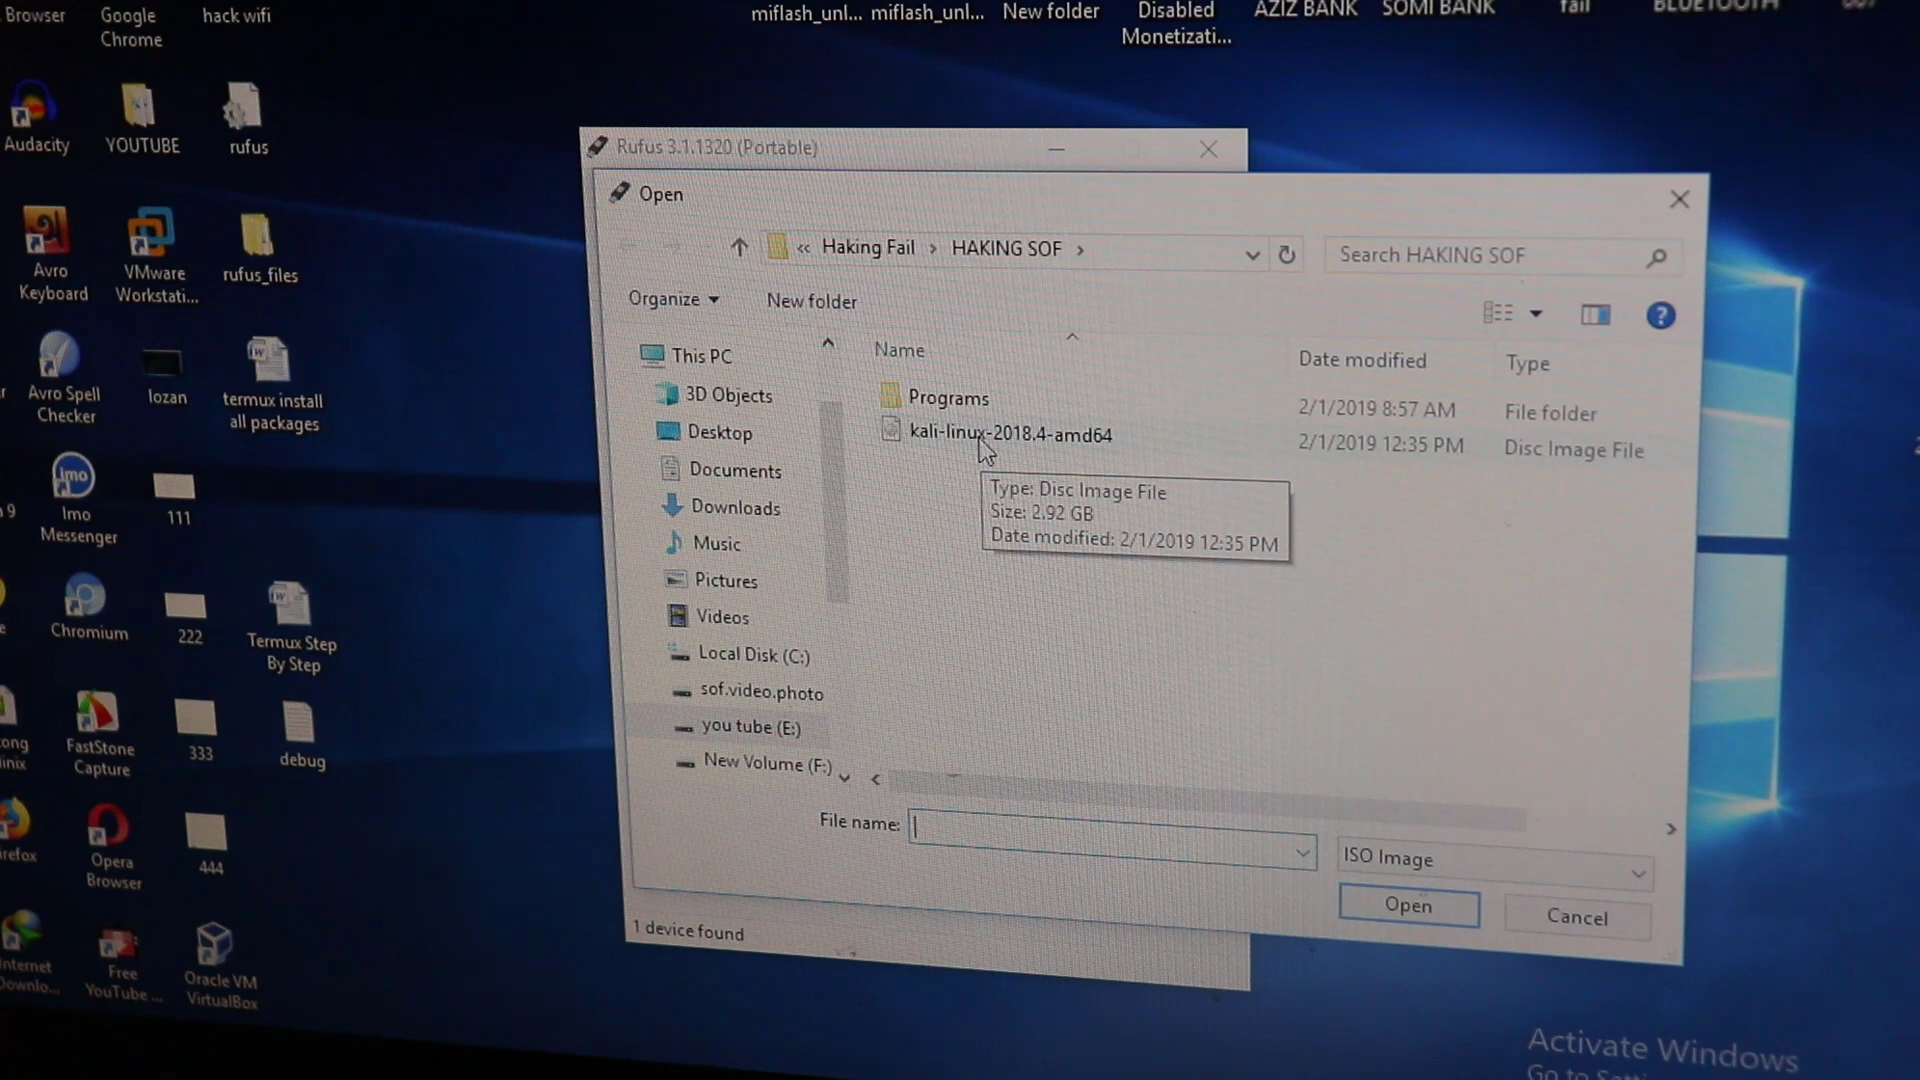 Browser
Google
Chrome
hack wifi
miflash_unl...
miflash_unl...
New folder
Disabled
Monetizati...
AZIZ BANK
SOMI BANK
fail
BLUETOOTH
Audacity
YOUTUBE
rufus
Avro
Keyboard
VMware
Workstati...
rufus_files
Avro Spell
Checker
lozan
termux install
all packages
9
imo
Imo
Messenger
111
Chromium
222
Termux Step
By Step
FastStone
Capture
333
debug
Opera
Browser
444
Free
YouTube ...
Oracle VM
VirtualBox
Rufus 3.1.1320 (Portable)
Open
« Haking Fail › HAKING SOF ›
Search HAKING SOF
Organize
New folder
This PC
3D Objects
Desktop
Documents
Downloads
Music
Pictures
Videos
Local Disk (C:)
sof.video.photo
you tube (E:)
New Volume (F:)
Name
Date modified
Type
Programs
2/1/2019 8:57 AM
File folder
kali-linux-2018.4-amd64
2/1/2019 12:35 PM
Disc Image File
Type: Disc Image File
Size: 2.92 GB
Date modified: 2/1/2019 12:35 PM
File name:
ISO Image
Open
Cancel
1 device found
Activate Windows
Go to